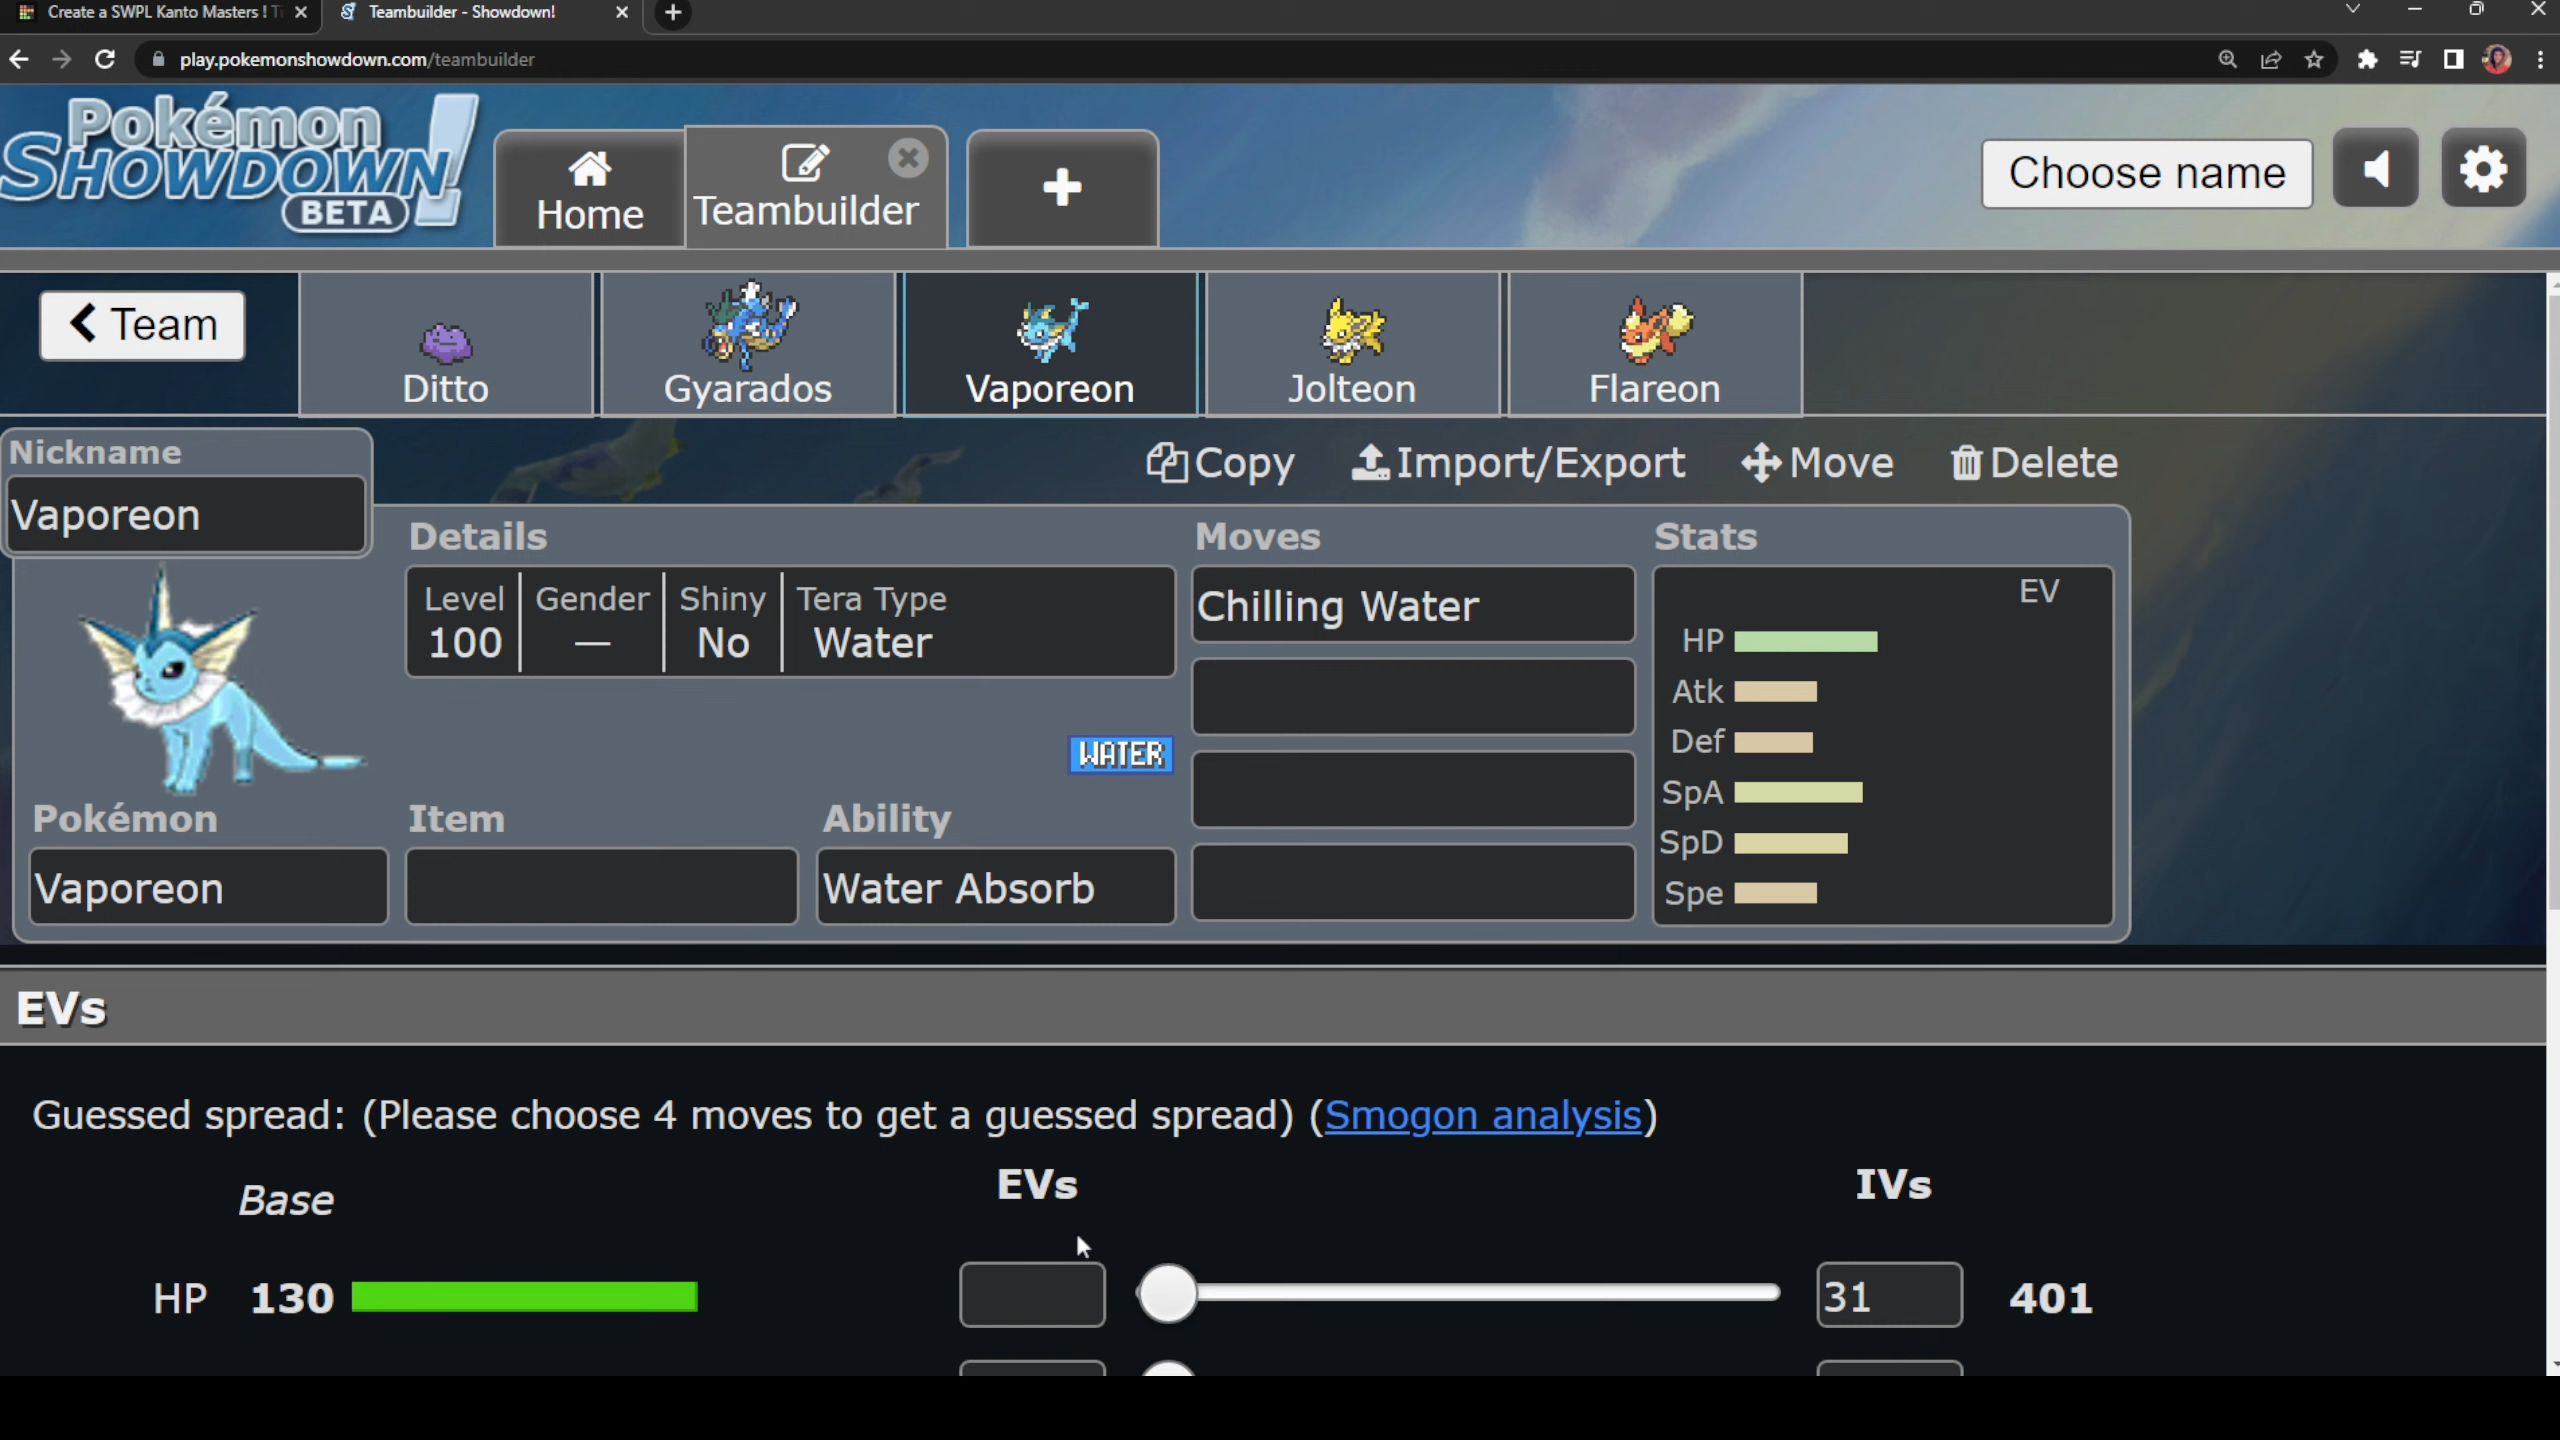 Create a SWPL Kanto Masters ! Ti
Teambuilder - Showdown!
play.pokemonshowdown.com/teambuilder
Pokémon
SHOWDOWN!
BETA
Home
Teambuilder
Choose name
Team
Ditto
Gyarados
Vaporeon
Jolteon
Flareon
Nickname
Vaporeon
Copy
Import/Export
Move
Delete
Details
Level
100
Gender
—
Shiny
No
Tera Type
Water
WATER
Pokémon
Vaporeon
Item
Ability
Water Absorb
Moves
Chilling Water
Stats
EV
HP
Atk
Def
SpA
SpD
Spe
EVs
Guessed spread: (Please choose 4 moves to get a guessed spread) (Smogon analysis)
Base EVs IVs
HP 130 31 401